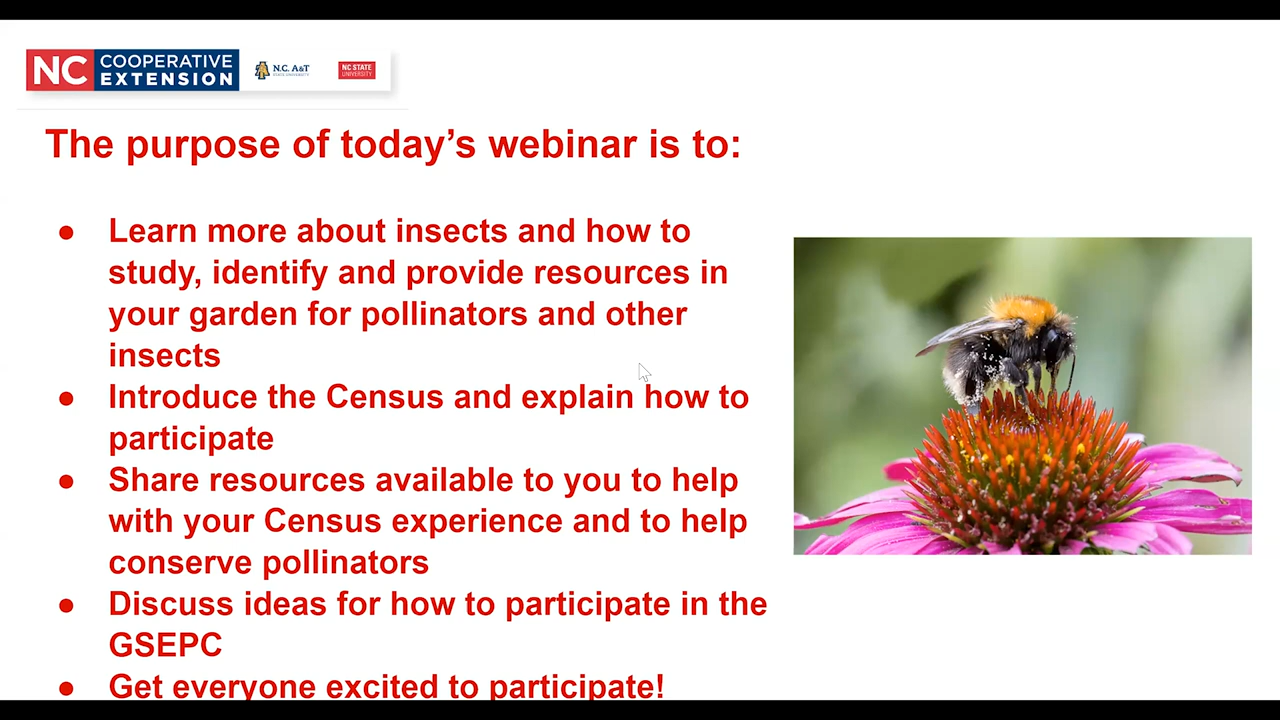 NC COOPERATIVE EXTENSION
N.C. A&T STATE UNIVERSITY
NC STATE UNIVERSITY
The purpose of today's webinar is to:
● Learn more about insects and how to
study, identify and provide resources in
your garden for pollinators and other
insects
● Introduce the Census and explain how to
participate
● Share resources available to you to help
with your Census experience and to help
conserve pollinators
● Discuss ideas for how to participate in the
GSEPC
● Get everyone excited to participate!